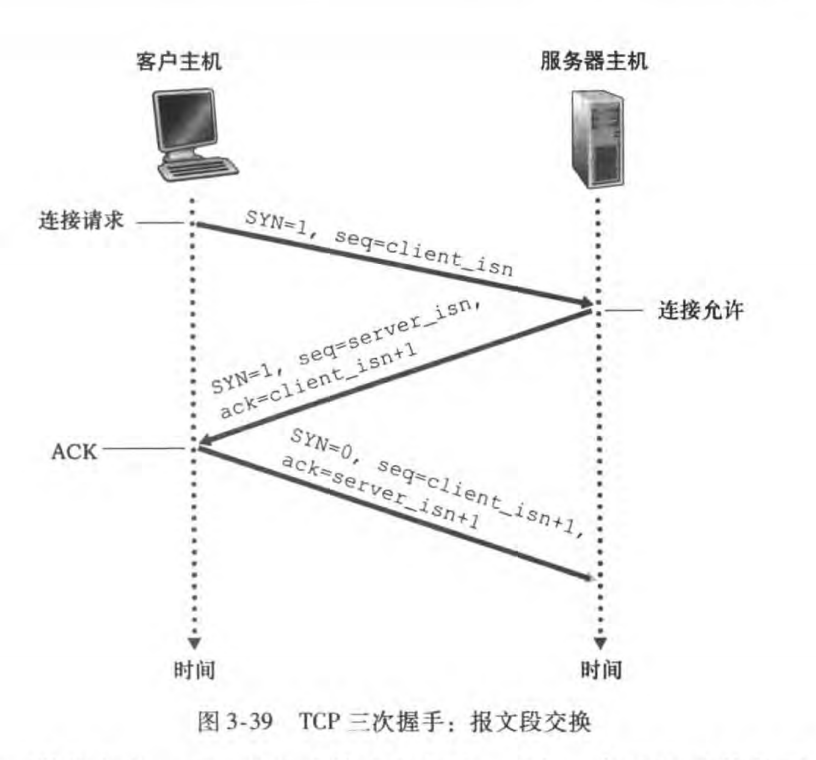 客户主机
服务器主机
连接请求
SYN=1, seq=client_isn
连接允许
SYN=1, seq=server_isn,
ack=client_isn+1
ACK
SYN=0, seq=client_isn+1,
ack=server_isn+1
时间
时间
图 3-39 TCP 三次握手：报文段交换